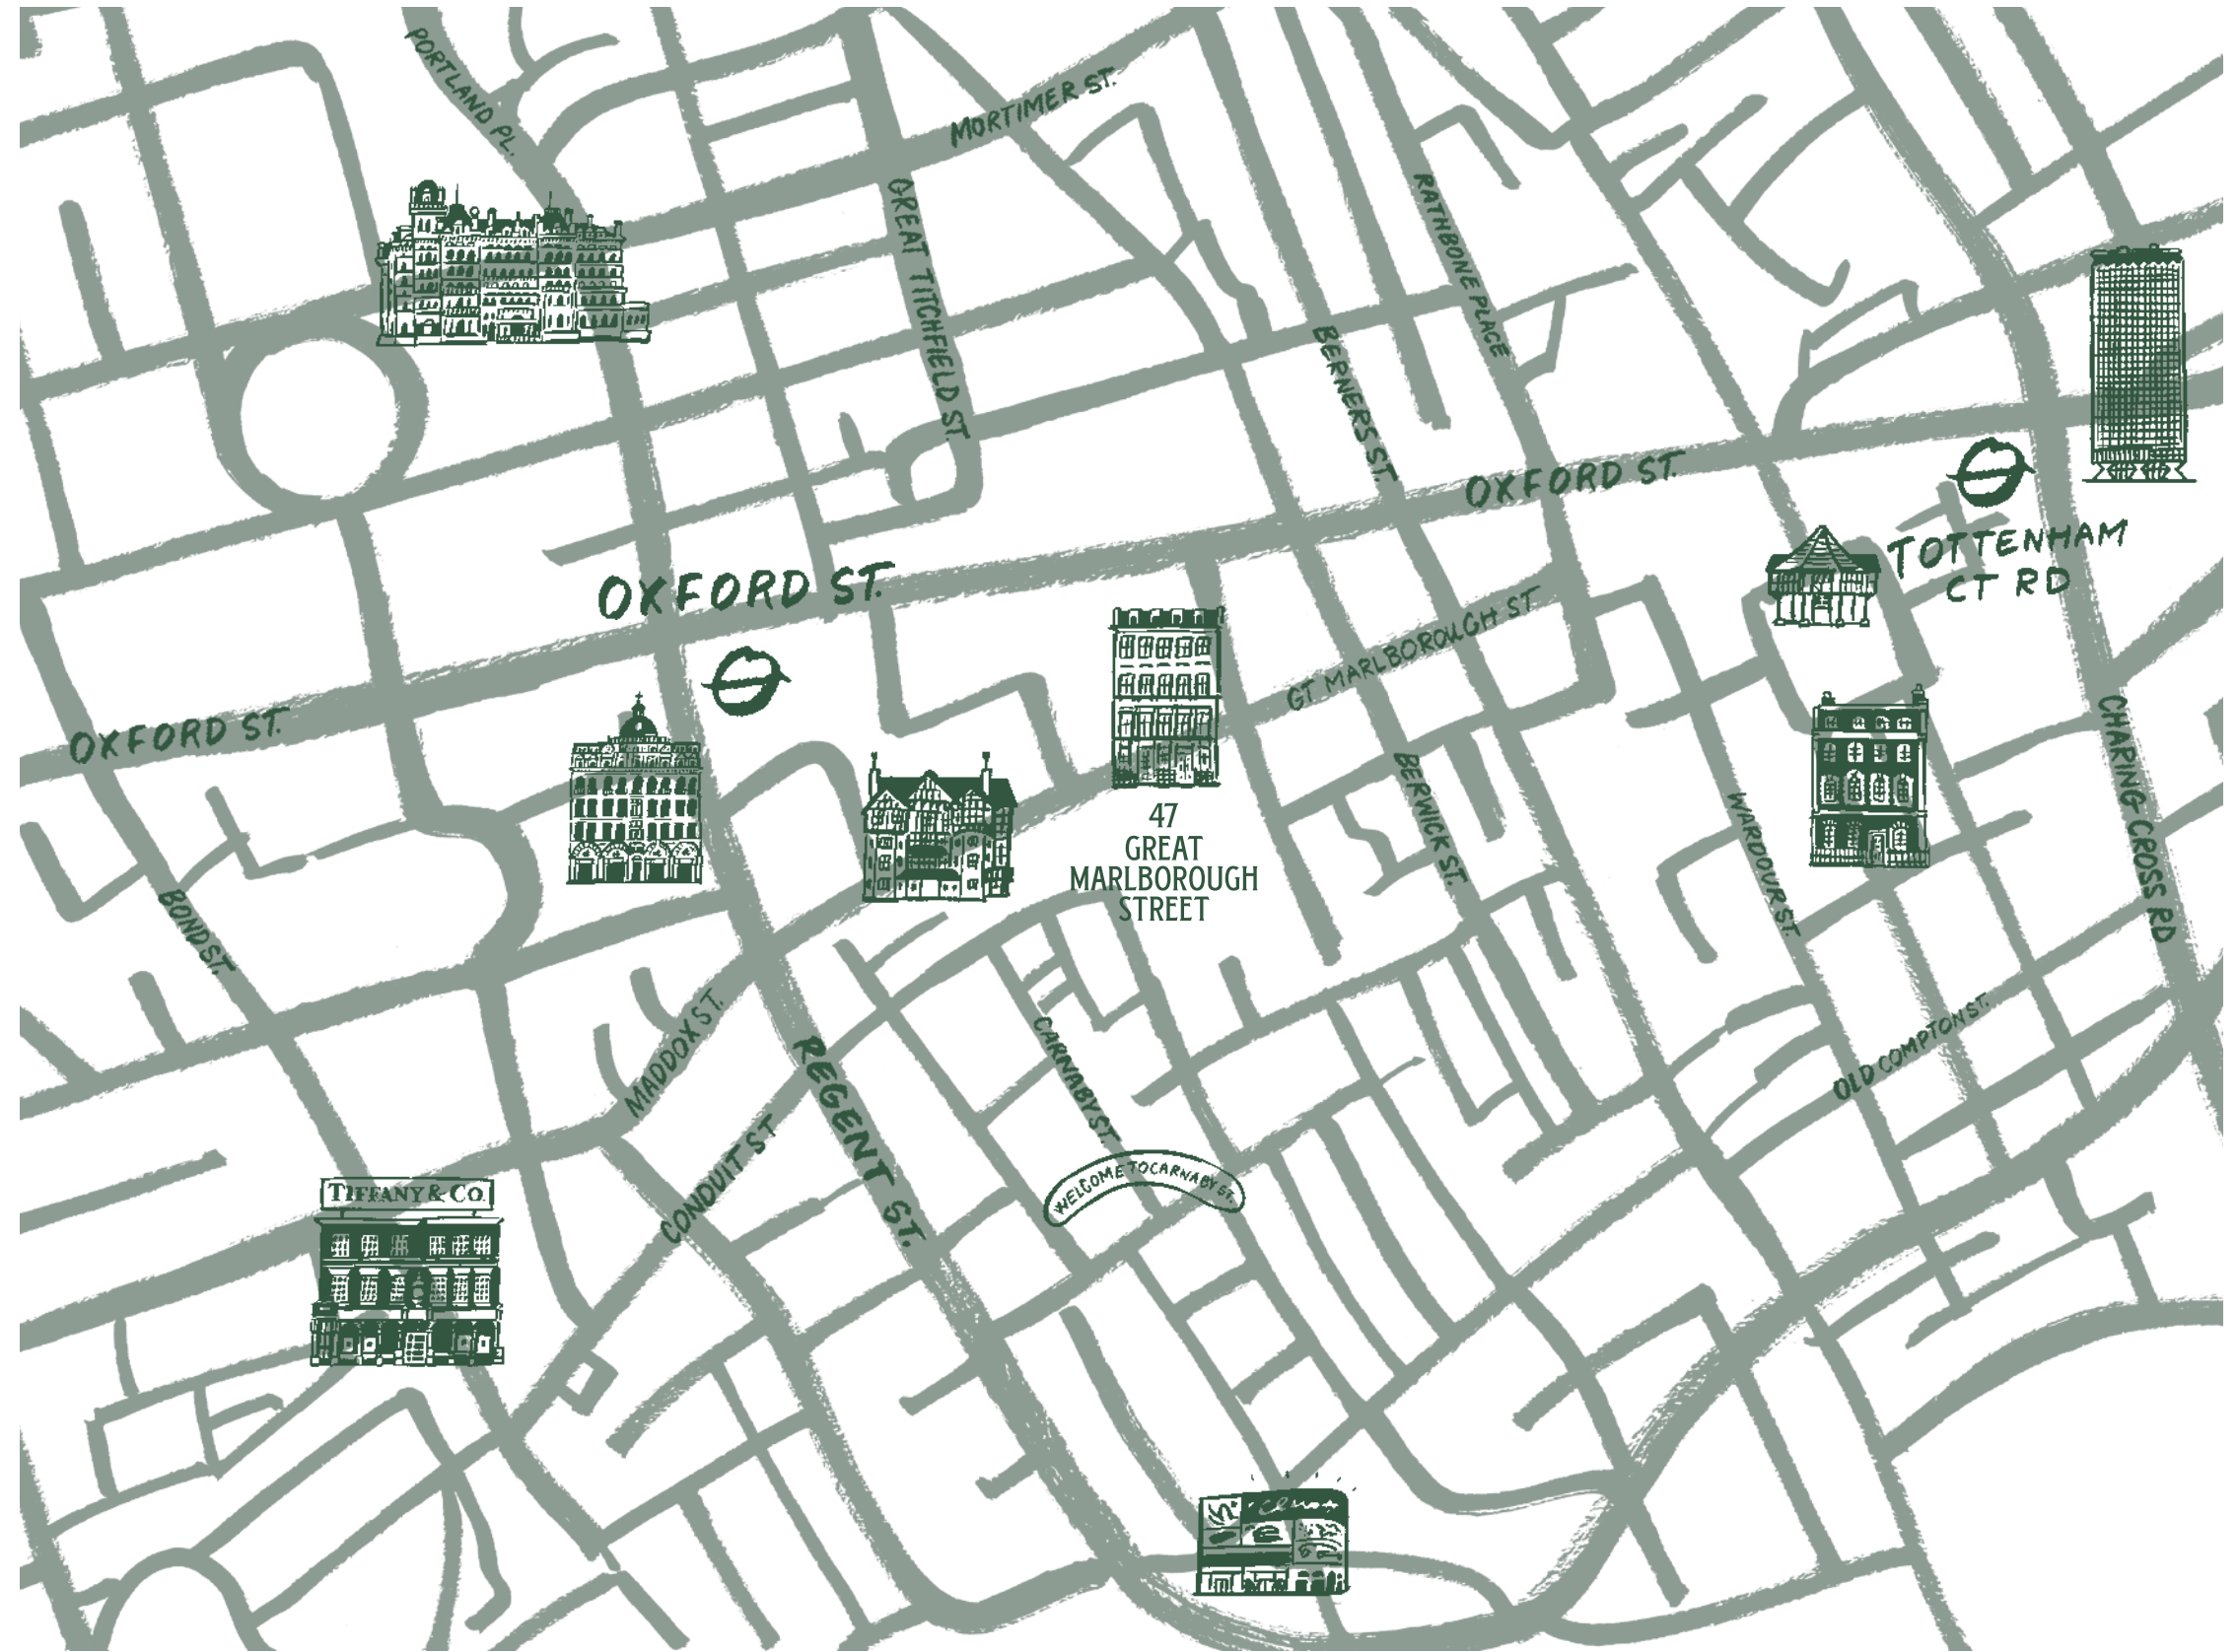 PORTLAND PL.
MORTIMER ST.
GREAT TITCHFIELD ST.
RATHBONE PLACE
BERNERS ST.
OXFORD ST.
TOTTENHAM
CT RD
OXFORD ST.
GT MARLBOROUGH ST
OXFORD ST.
CHARING CROSS RD
BERWICK ST.
WARDOUR ST.
47
GREAT
MARLBOROUGH
STREET
BOND ST.
MADDOX ST.
REGENT ST.
CARNABY ST.
OLD COMPTON ST.
CONDUIT ST
WELCOME TO CARNABY ST.
TIFFANY & CO.